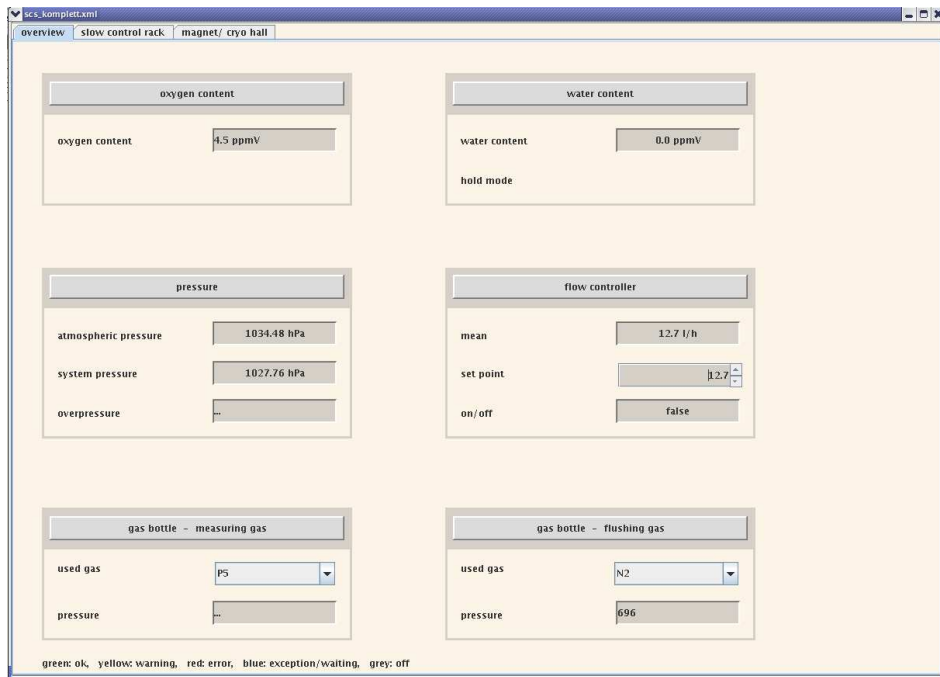 scs_komplett.xml
overview slow control rack magnet/ cryo hall
oxygen content
oxygen content 4.5 ppmV
water content
water content 0.0 ppmV
hold mode
pressure
atmospheric pressure 1034.48 hPa
system pressure 1027.76 hPa
overpressure ...
flow controller
mean 12.7 l/h
set point 12.7
on/off false
gas bottle - measuring gas
used gas P5
pressure ...
gas bottle - flushing gas
used gas N2
pressure 696
green: ok, yellow: warning, red: error, blue: exception/waiting, grey: off